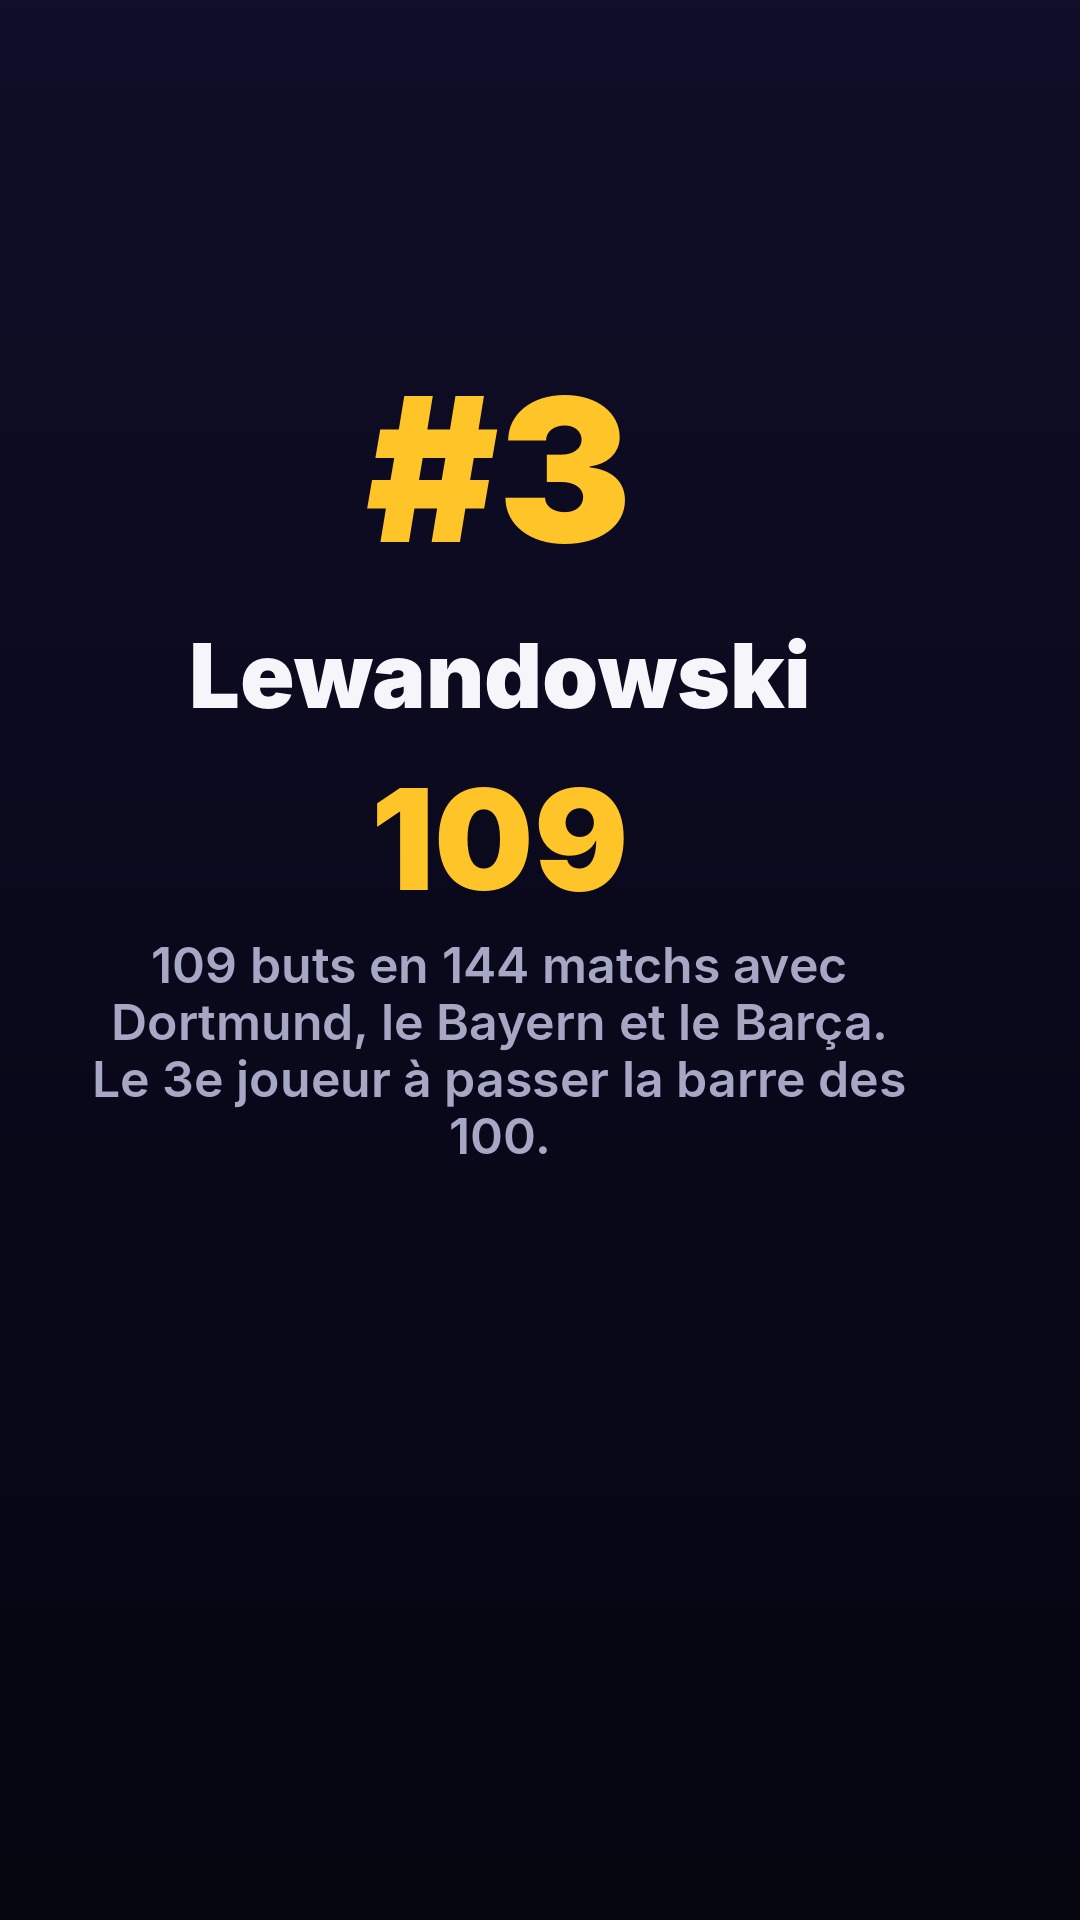 #3
Lewandowski
109
109 buts en 144 matchs avec
Dortmund, le Bayern et le Barça.
Le 3e joueur à passer la barre des
100.